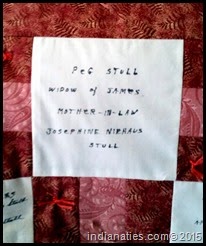 PEG STULL
WIDOW of JAMES
MOTHER-IN-LAW
JOSEPHINE NIEHAUS
STULL
indianaties.com©2015